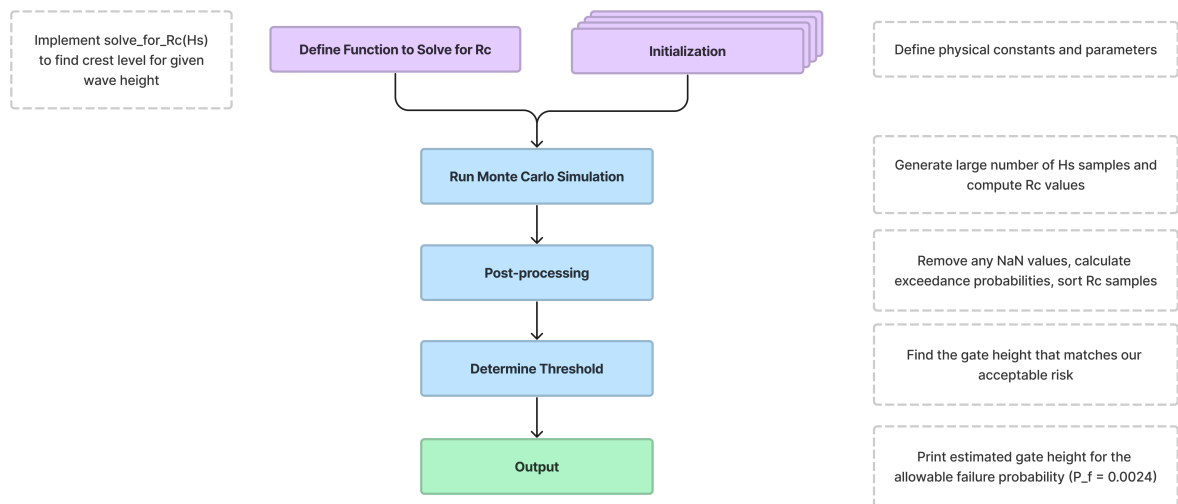 Implement solve_for_Rc(Hs)
to find crest level for given
wave height
Define Function to Solve for Rc
Initialization
Define physical constants and parameters
Run Monte Carlo Simulation
Generate large number of Hs samples and
compute Rc values
Post-processing
Remove any NaN values, calculate
exceedance probabilities, sort Rc samples
Determine Threshold
Find the gate height that matches our
acceptable risk
Output
Print estimated gate height for the
allowable failure probability (P_f = 0.0024)